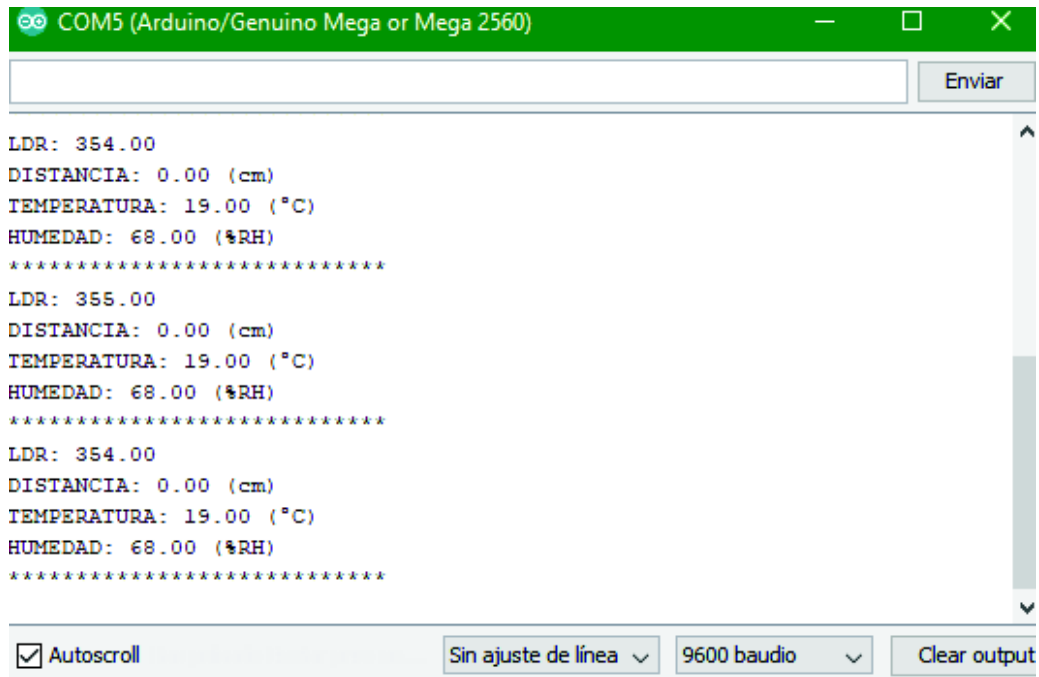 COM5 (Arduino/Genuino Mega or Mega 2560)
Enviar
LDR: 354.00
DISTANCIA: 0.00 (cm)
TEMPERATURA: 19.00 (°C)
HUMEDAD: 68.00 (%RH)
****************************
LDR: 355.00
DISTANCIA: 0.00 (cm)
TEMPERATURA: 19.00 (°C)
HUMEDAD: 68.00 (%RH)
****************************
LDR: 354.00
DISTANCIA: 0.00 (cm)
TEMPERATURA: 19.00 (°C)
HUMEDAD: 68.00 (%RH)
****************************
Autoscroll Sin ajuste de línea 9600 baudio Clear output